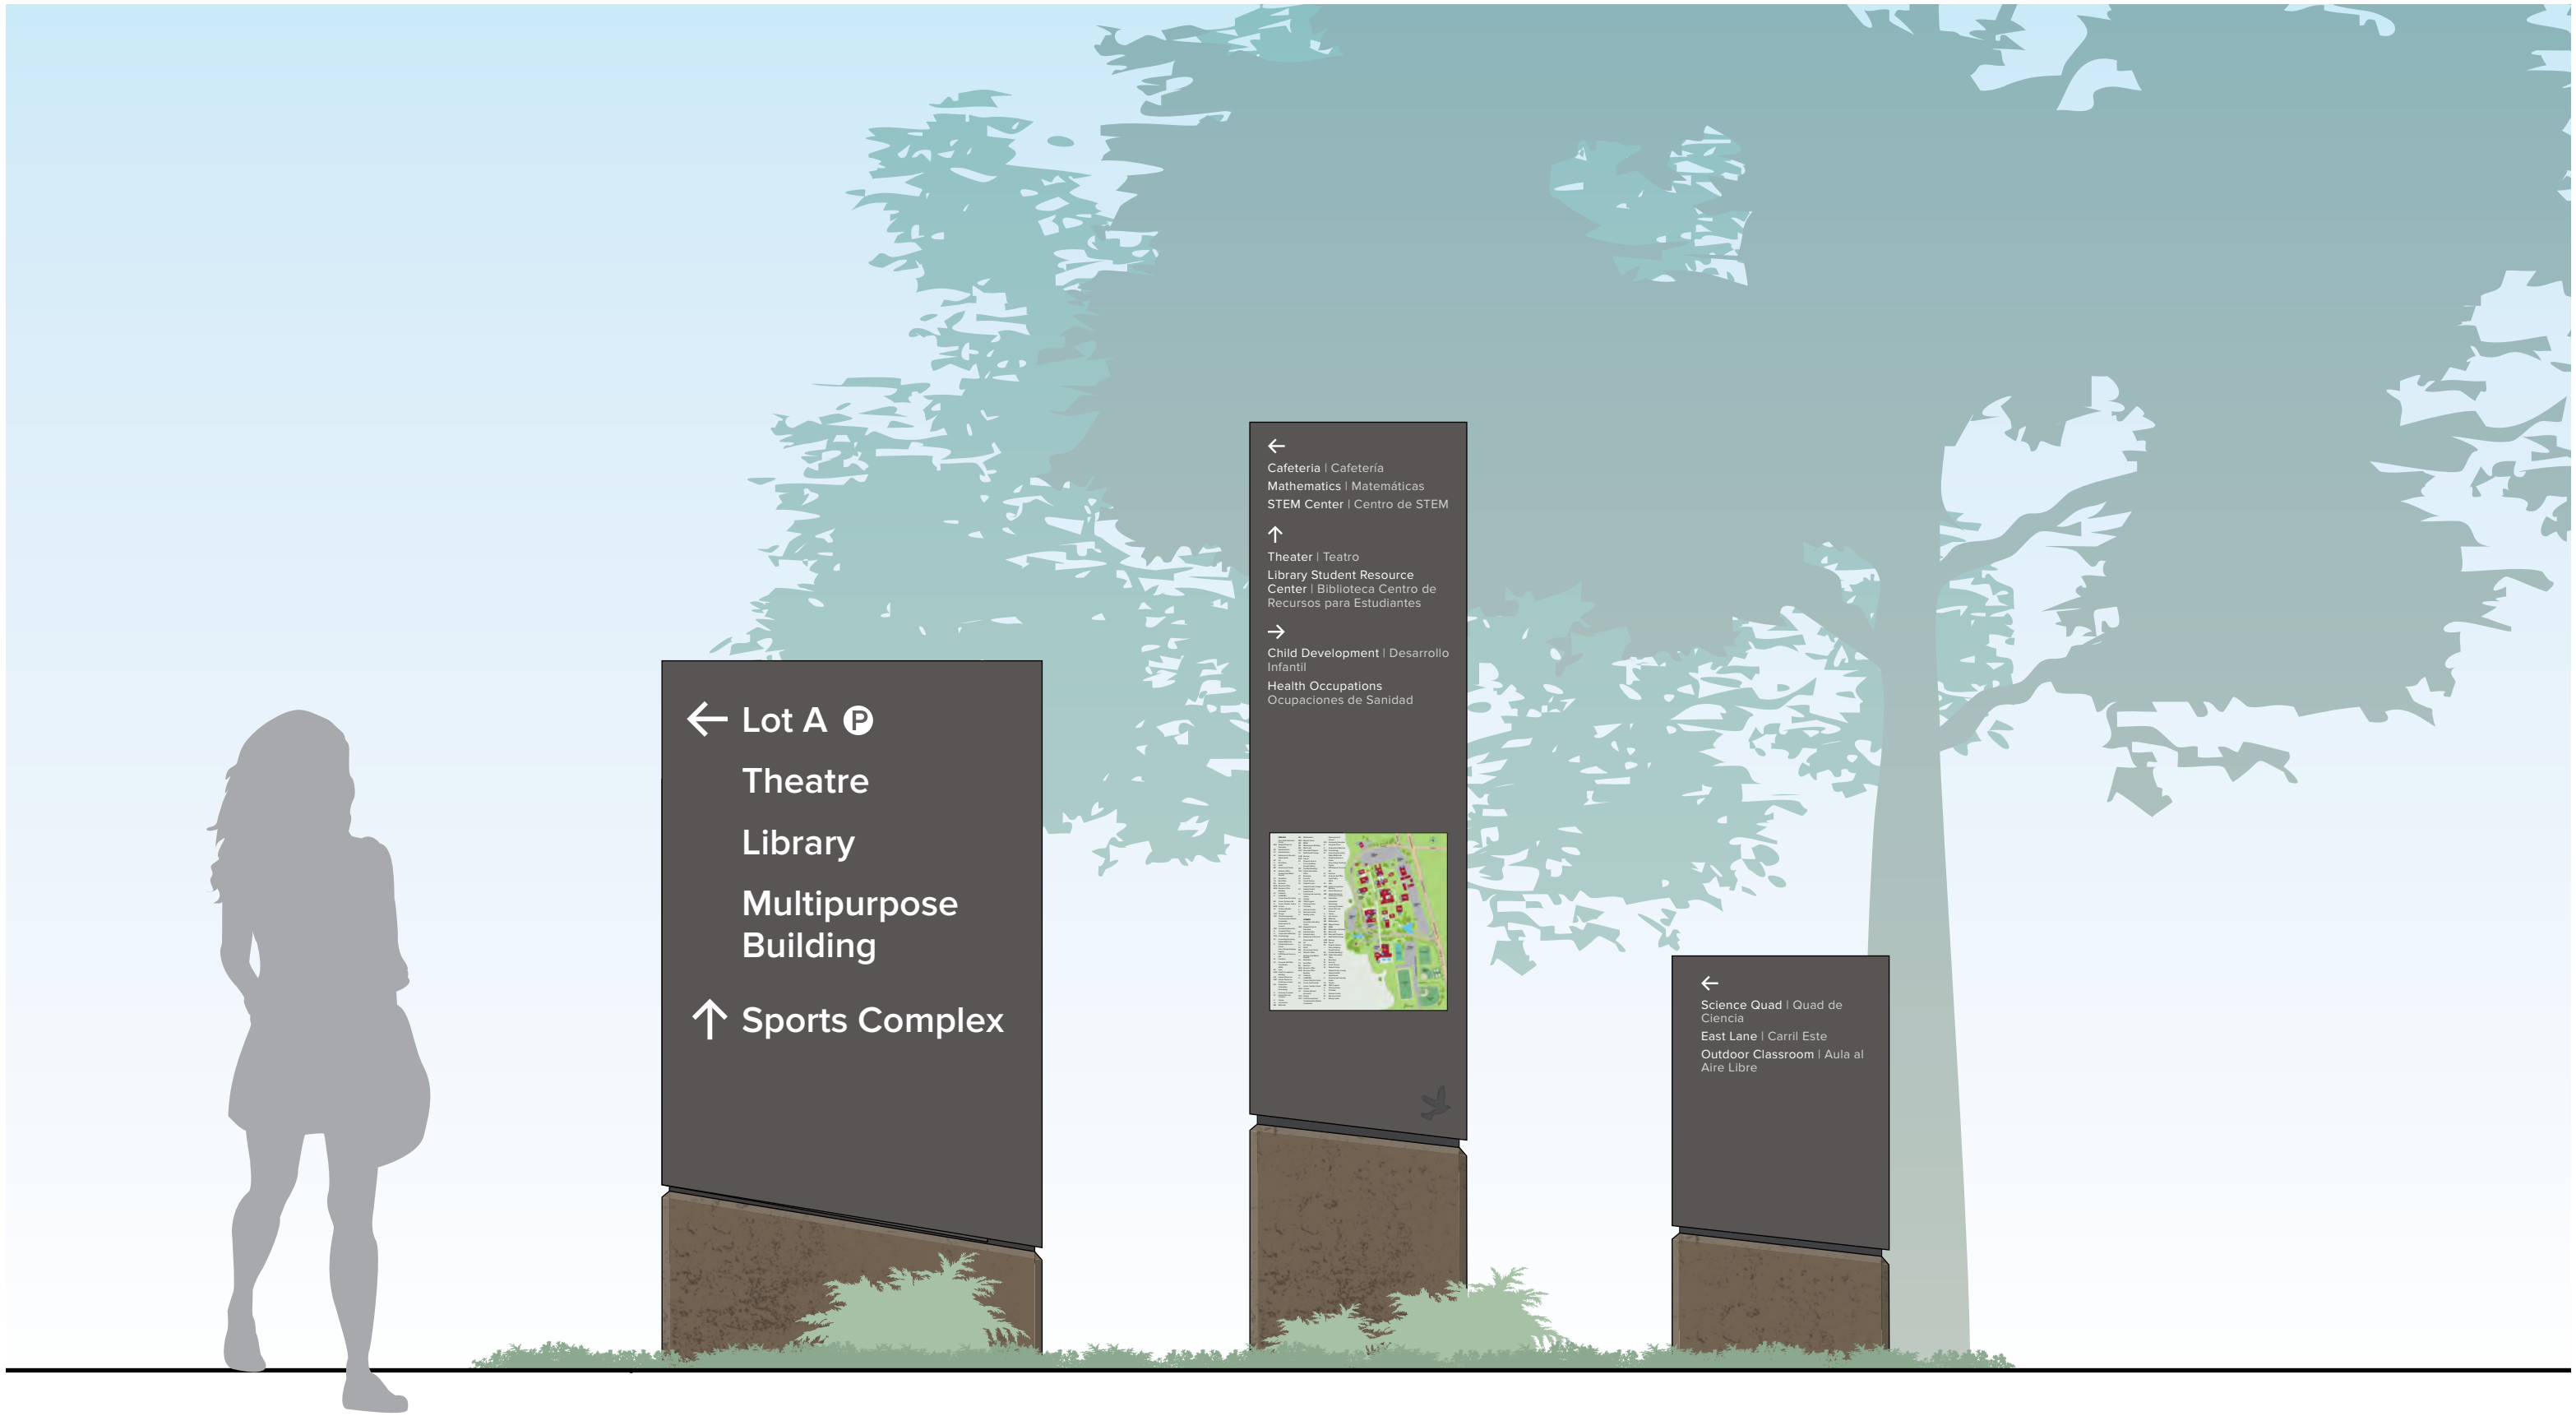 ← Lot A P
Theatre
Library
Multipurpose
Building
↑ Sports Complex
←
Cafeteria | Cafetería
Mathematics | Matemáticas
STEM Center | Centro de STEM
↑
Theater | Teatro
Library Student Resource
Center | Biblioteca Centro de
Recursos para Estudiantes
→
Child Development | Desarrollo
Infantil
Health Occupations
Ocupaciones de Sanidad
←
Science Quad | Quad de
Ciencia
East Lane | Carril Este
Outdoor Classroom | Aula al
Aire Libre